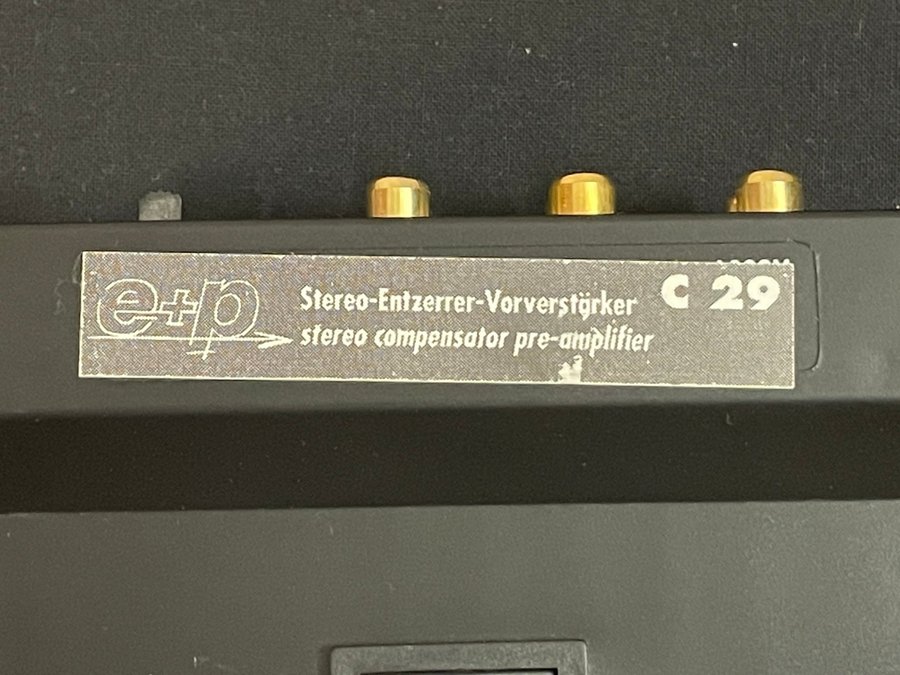 e+p
Stereo-Entzerrer-Vorverstärker
stereo compensator pre-amplifier
C 29